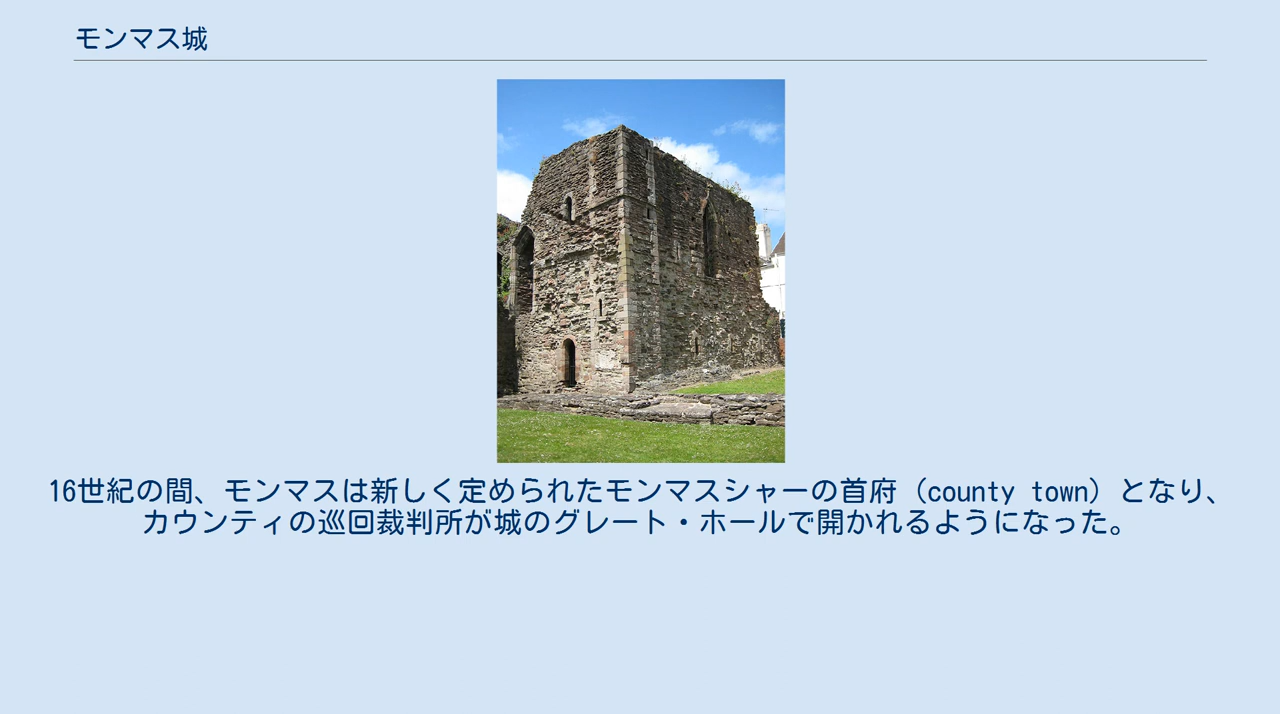 モンマス城
16世紀の間、モンマスは新しく定められたモンマスシャーの首府（county town）となり、
カウンティの巡回裁判所が城のグレート・ホールで開かれるようになった。